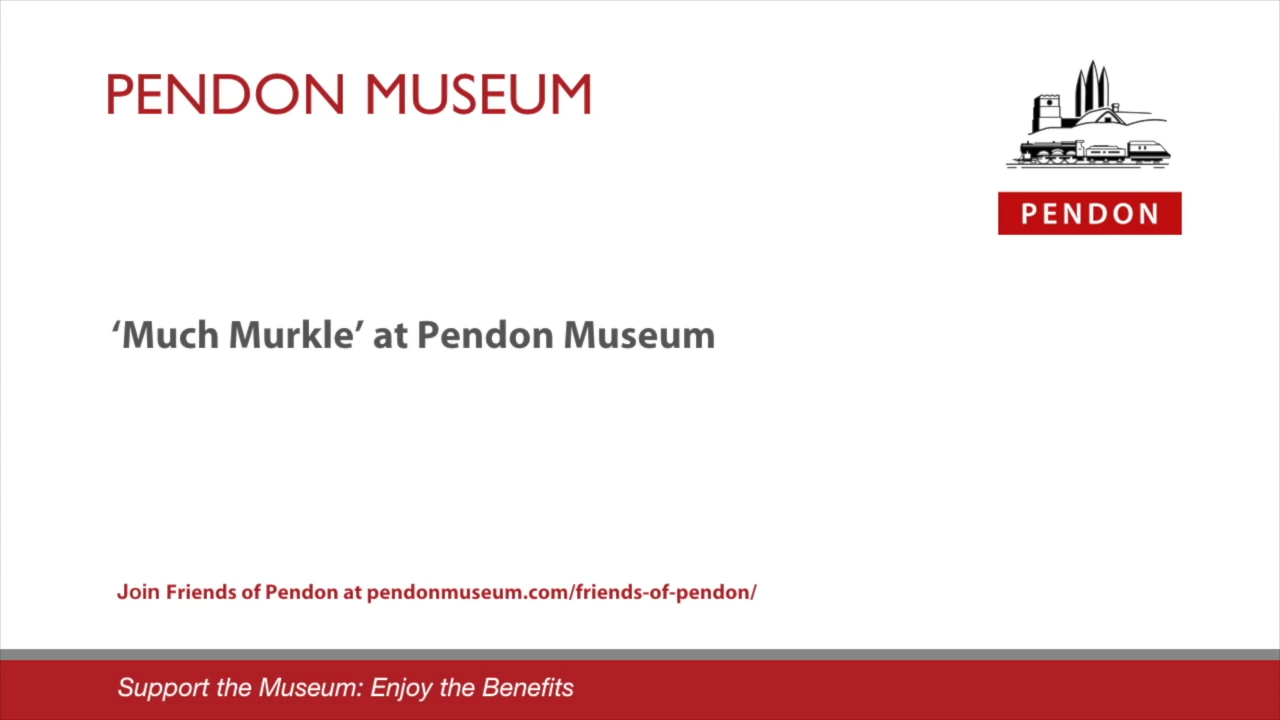 PENDON MUSEUM
PENDON
‘Much Murkle’ at Pendon Museum
Join Friends of Pendon at pendonmuseum.com/friends-of-pendon/
Support the Museum: Enjoy the Benefits